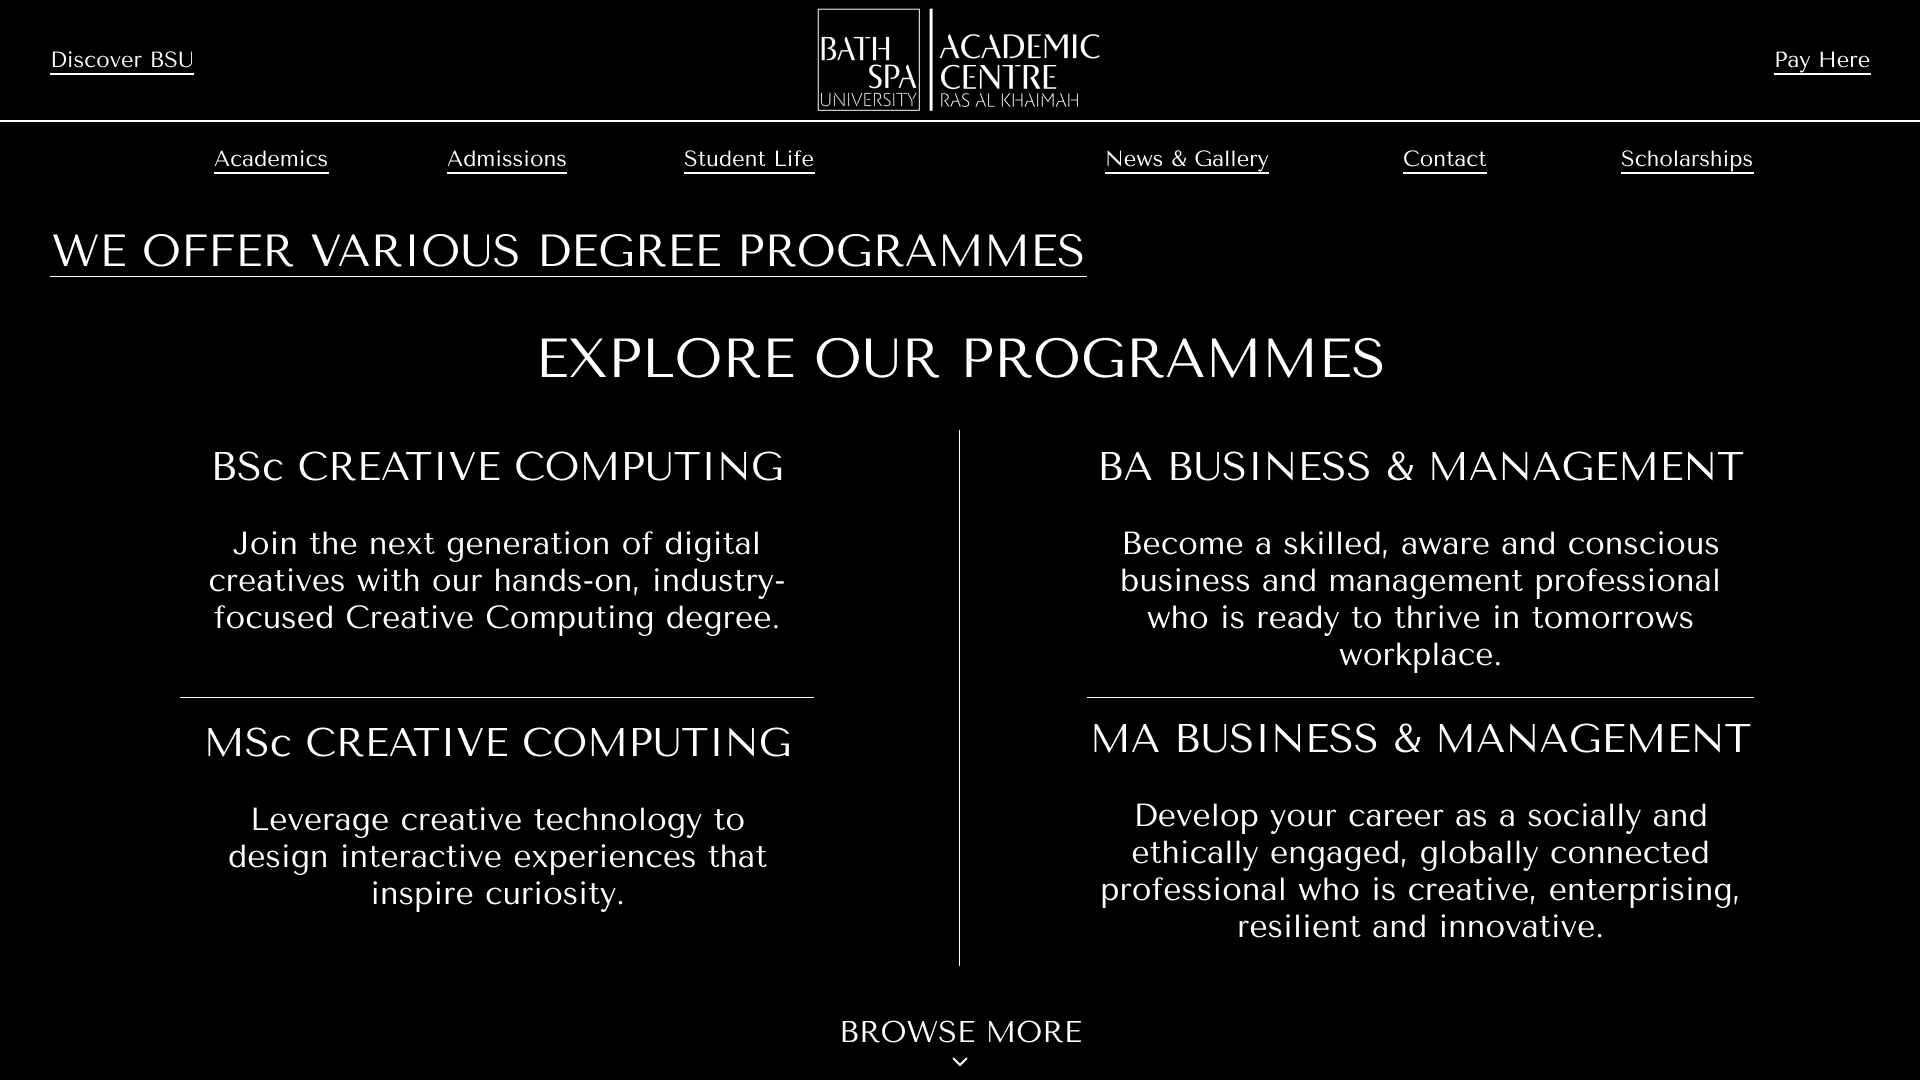 Discover BSU
BATH
SPA
UNIVERSITY
ACADEMIC
CENTRE
RAS AL KHAIMAH
Pay Here
Academics
Admissions
Student Life
News & Gallery
Contact
Scholarships
WE OFFER VARIOUS DEGREE PROGRAMMES
EXPLORE OUR PROGRAMMES
BSc CREATIVE COMPUTING
Join the next generation of digital
creatives with our hands-on, industry-
focused Creative Computing degree.
BA BUSINESS & MANAGEMENT
Become a skilled, aware and conscious
business and management professional
who is ready to thrive in tomorrows
workplace.
MSc CREATIVE COMPUTING
Leverage creative technology to
design interactive experiences that
inspire curiosity.
MA BUSINESS & MANAGEMENT
Develop your career as a socially and
ethically engaged, globally connected
professional who is creative, enterprising,
resilient and innovative.
BROWSE MORE